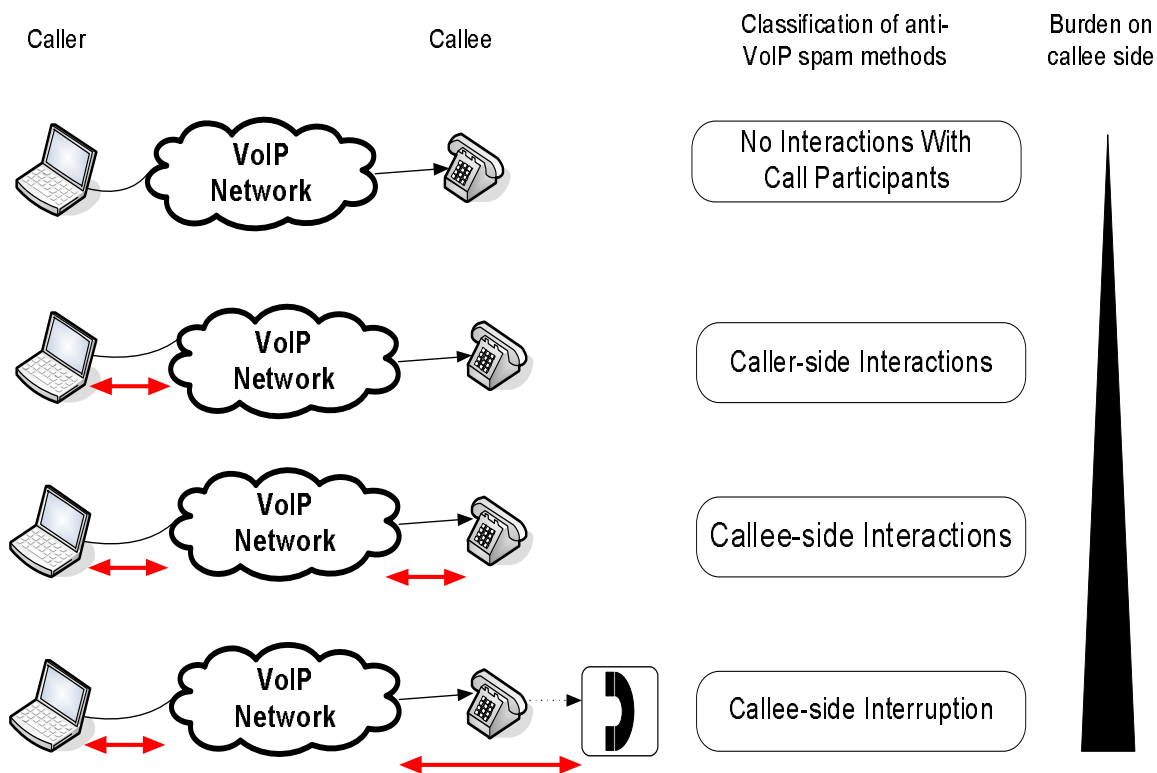 Caller
Callee
Classification of anti-
VoIP spam methods
Burden on
callee side
VoIP
Network
No Interactions With
Call Participants
VoIP
Network
Caller-side Interactions
VoIP
Network
Callee-side Interactions
VoIP
Network
Callee-side Interruption